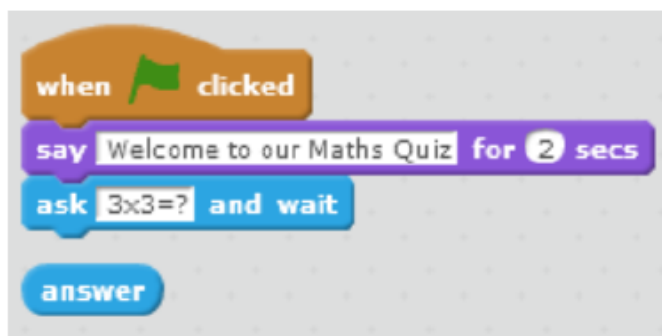 when clicked
say Welcome to our Maths Quiz for 2 secs
ask 3x3=? and wait
answer